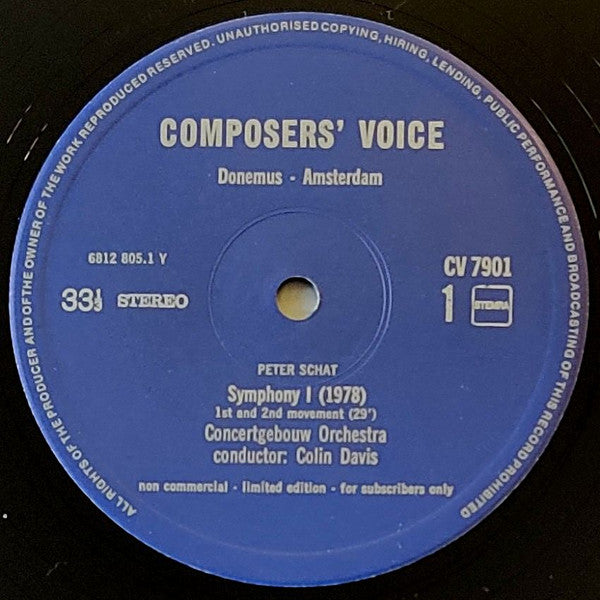 ALL RIGHTS OF THE PRODUCER AND OF THE OWNER OF THE WORK REPRODUCED RESERVED. UNAUTHORISED COPYING, HIRING, LENDING, PUBLIC PERFORMANCE AND BROADCASTING OF THIS RECORD PROHIBITED
COMPOSERS' VOICE
Donemus - Amsterdam
6812 805.1 Y
CV 7901
33⅓ STEREO
1 STEMRA
PETER SCHAT
Symphony I (1978)
1st and 2nd movement (29')
Concertgebouw Orchestra
conductor: Colin Davis
non commercial - limited edition - for subscribers only